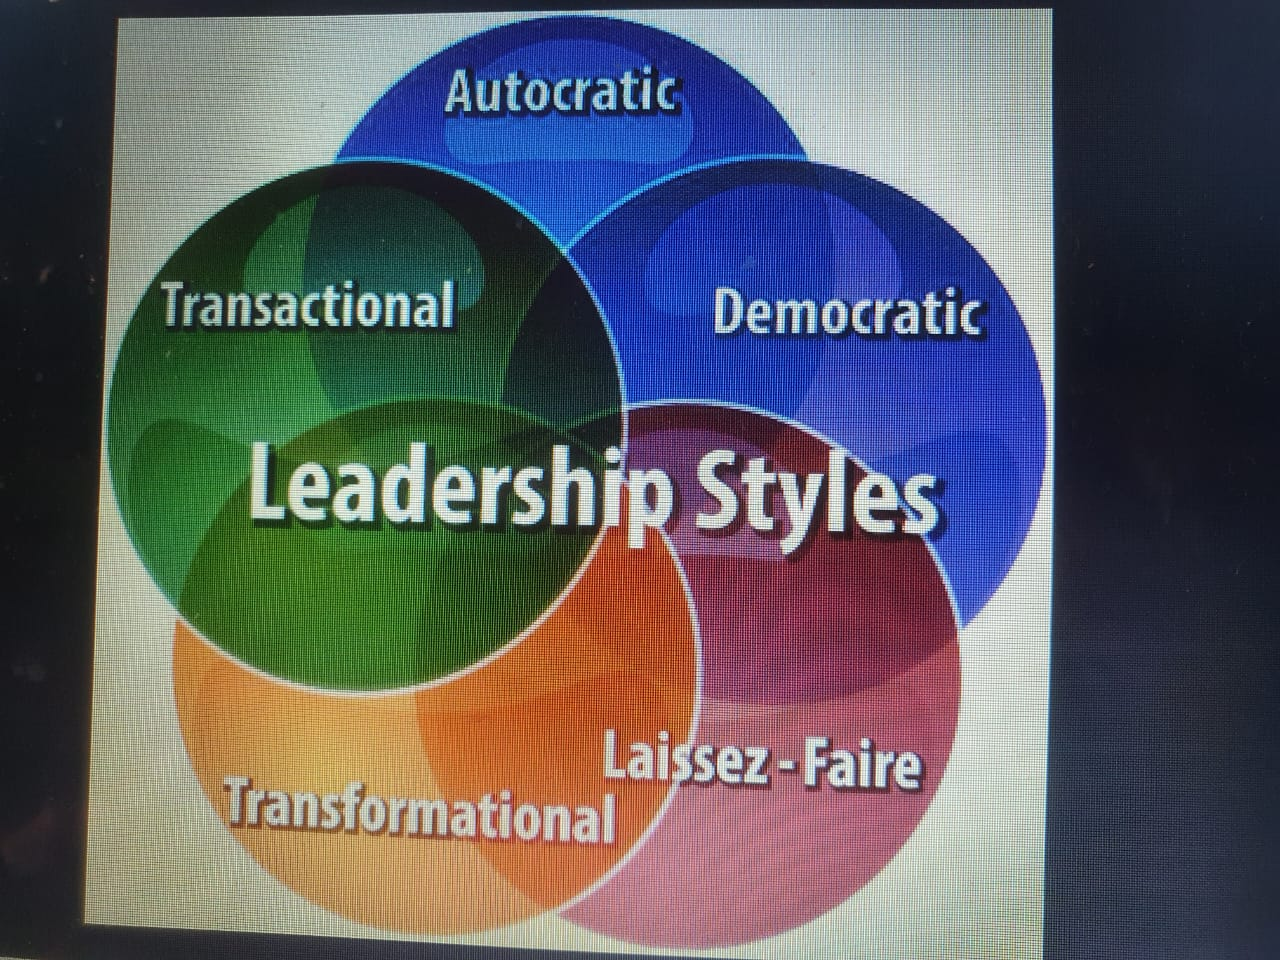 Autocratic
Transactional
Democratic
Leadership Styles
Laissez - Faire
Transformational